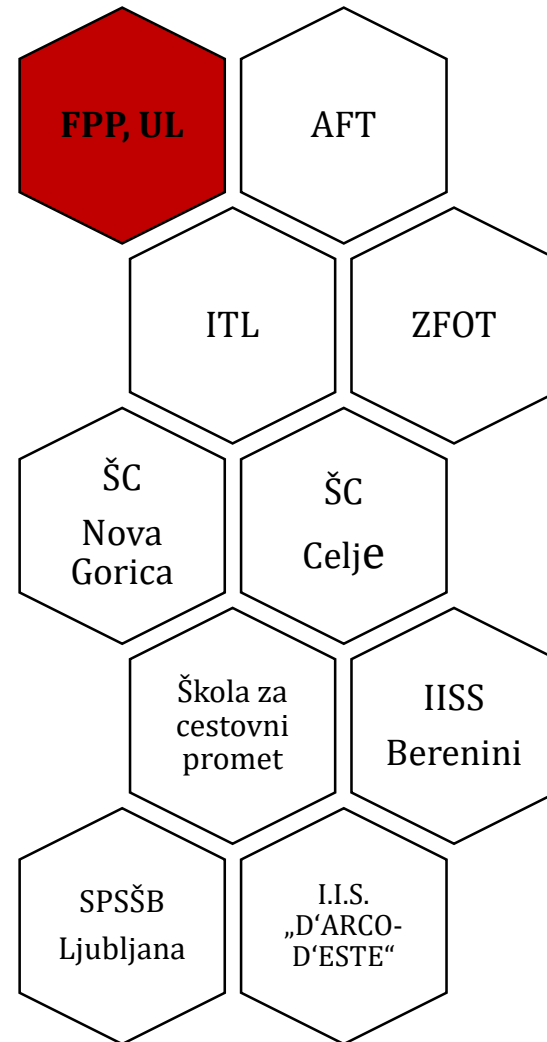 FPP, UL
AFT
ITL
ZFOT
ŠC
Nova
Gorica
ŠC
Celje
Škola za
cestovni
promet
IISS
Berenini
SPSŠB
Ljubljana
I.I.S.
„D‘ARCO-
D‘ESTE“